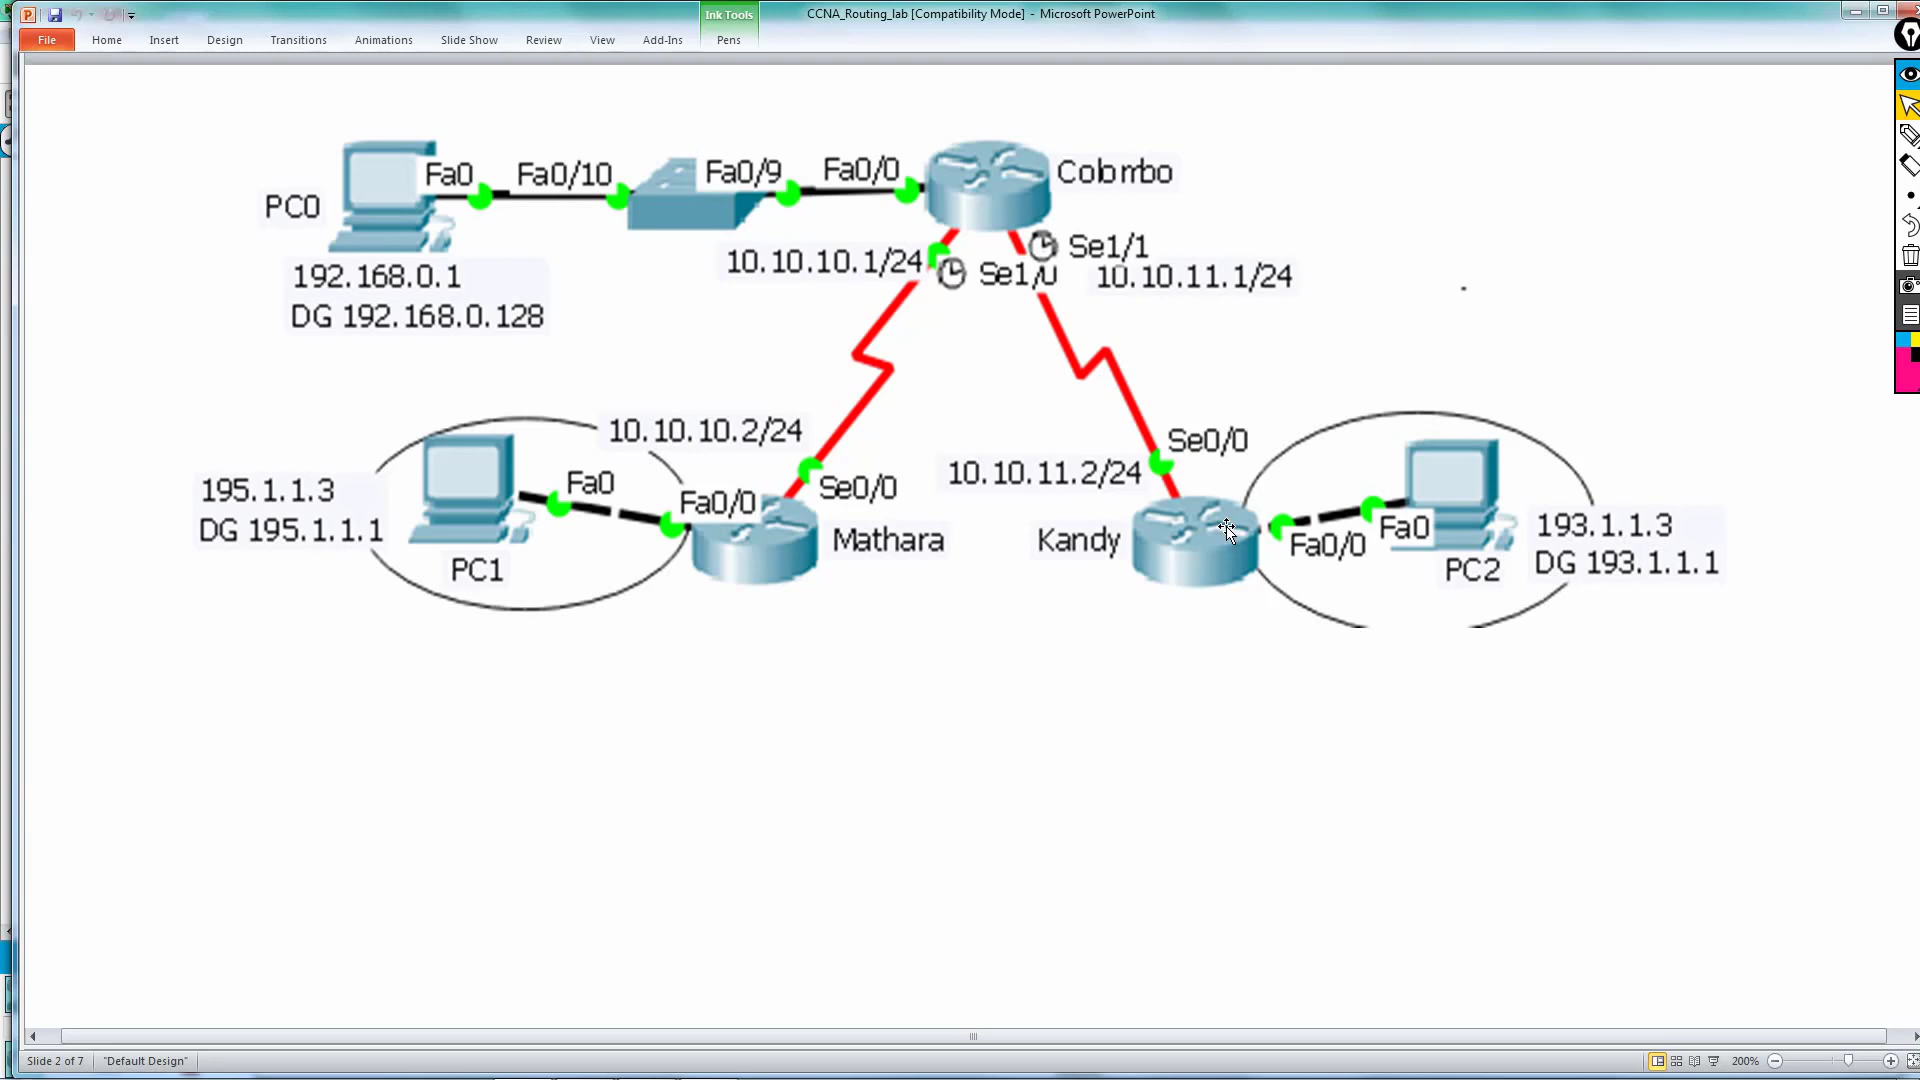 CCNA_Routing_lab [Compatibility Mode] - Microsoft PowerPoint
Ink Tools
File Home Insert Design Transitions Animations Slide Show Review View Add-Ins Pens
PC0
Fa0
Fa0/10
Fa0/9
Fa0/0
Colombo
192.168.0.1
DG 192.168.0.128
10.10.10.1/24
Se1/0
Se1/1
10.10.11.1/24
10.10.10.2/24
Se0/0
195.1.1.3
DG 195.1.1.1
Fa0
Fa0/0
PC1
Mathara
10.10.11.2/24
Se0/0
Kandy
Fa0/0
Fa0
PC2
193.1.1.3
DG 193.1.1.1
Slide 2 of 7
"Default Design"
200%